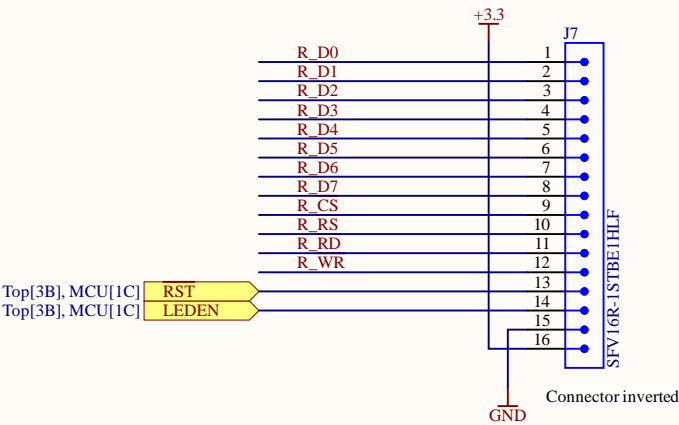 +3.3
J7
R_D0 1
R_D1 2
R_D2 3
R_D3 4
R_D4 5
R_D5 6
R_D6 7
R_D7 8
R_CS 9
R_RS 10
R_RD 11
R_WR 12
Top[3B], MCU[1C] RST 13
Top[3B], MCU[1C] LEDEN 14
15
16
SFV16R-1STBE1HLF
Connector inverted
GND